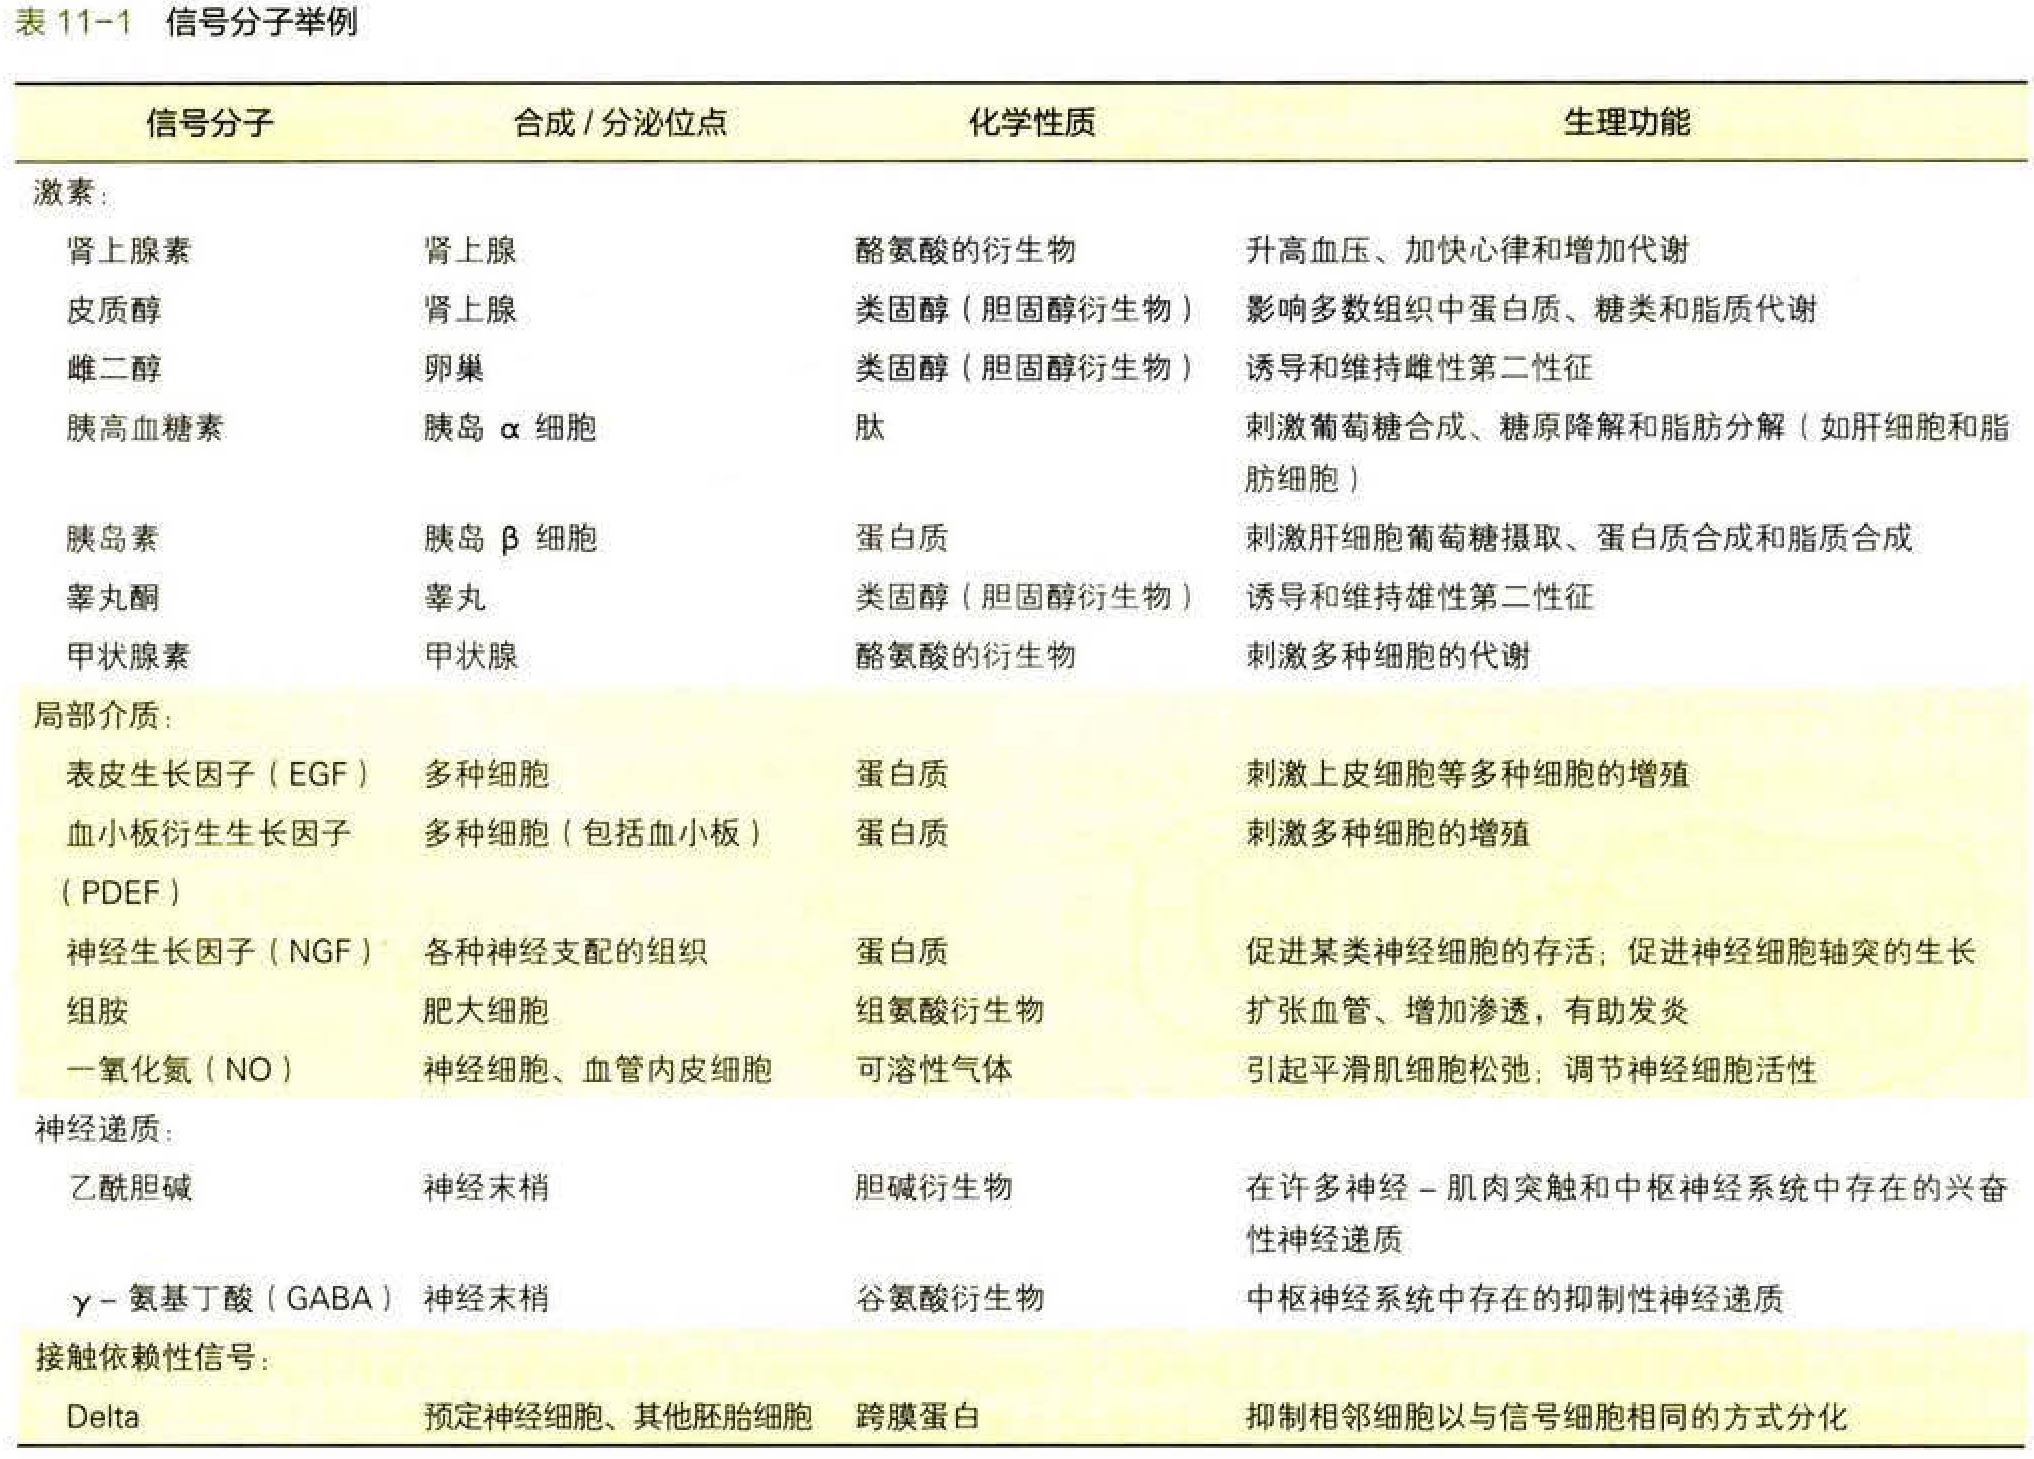 表 11-1 信号分子举例
信号分子 合成 / 分泌位点 化学性质 生理功能
激素：
肾上腺素 肾上腺 酪氨酸的衍生物 升高血压、加快心律和增加代谢
皮质醇 肾上腺 类固醇（胆固醇衍生物） 影响多数组织中蛋白质、糖类和脂质代谢
雌二醇 卵巢 类固醇（胆固醇衍生物） 诱导和维持雌性第二性征
胰高血糖素 胰岛 α 细胞 肽 刺激葡萄糖合成、糖原降解和脂肪分解（如肝细胞和脂
肪细胞）
胰岛素 胰岛 β 细胞 蛋白质 刺激肝细胞葡萄糖摄取、蛋白质合成和脂质合成
睾丸酮 睾丸 类固醇（胆固醇衍生物） 诱导和维持雄性第二性征
甲状腺素 甲状腺 酪氨酸的衍生物 刺激多种细胞的代谢
局部介质：
表皮生长因子（EGF） 多种细胞 蛋白质 刺激上皮细胞等多种细胞的增殖
血小板衍生生长因子 多种细胞（包括血小板） 蛋白质 刺激多种细胞的增殖
（PDEF）
神经生长因子（NGF） 各种神经支配的组织 蛋白质 促进某类神经细胞的存活；促进神经细胞轴突的生长
组胺 肥大细胞 组氨酸衍生物 扩张血管、增加渗透，有助发炎
一氧化氮（NO） 神经细胞、血管内皮细胞 可溶性气体 引起平滑肌细胞松弛；调节神经细胞活性
神经递质：
乙酰胆碱 神经末梢 胆碱衍生物 在许多神经 – 肌肉突触和中枢神经系统中存在的兴奋
性神经递质
γ – 氨基丁酸（GABA） 神经末梢 谷氨酸衍生物 中枢神经系统中存在的抑制性神经递质
接触依赖性信号：
Delta 预定神经细胞、其他胚胎细胞 跨膜蛋白 抑制相邻细胞以与信号细胞相同的方式分化